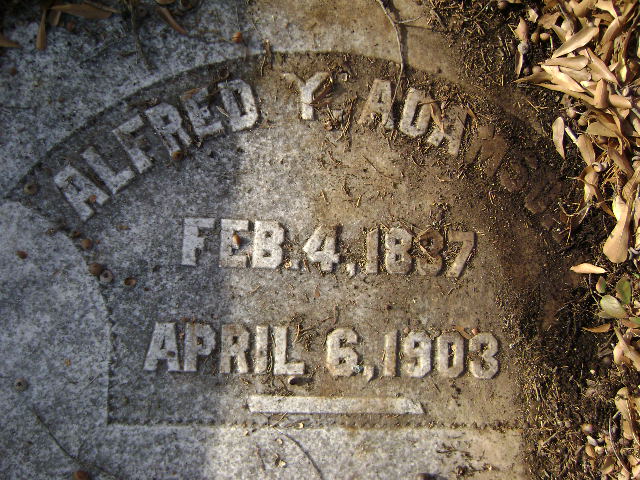 ALFRED Y.
FEB. 4, 1837
APRIL 6, 1903